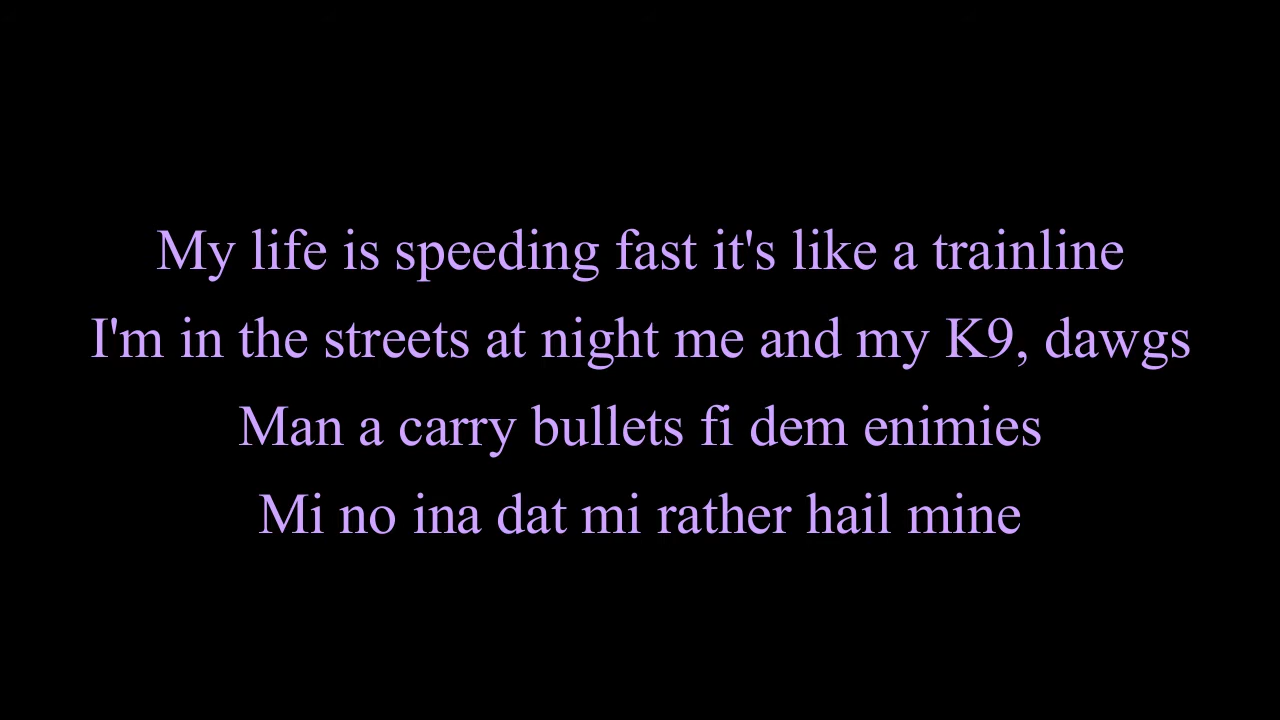 My life is speeding fast it's like a trainline
I'm in the streets at night me and my K9, dawgs
Man a carry bullets fi dem enimies
Mi no ina dat mi rather hail mine